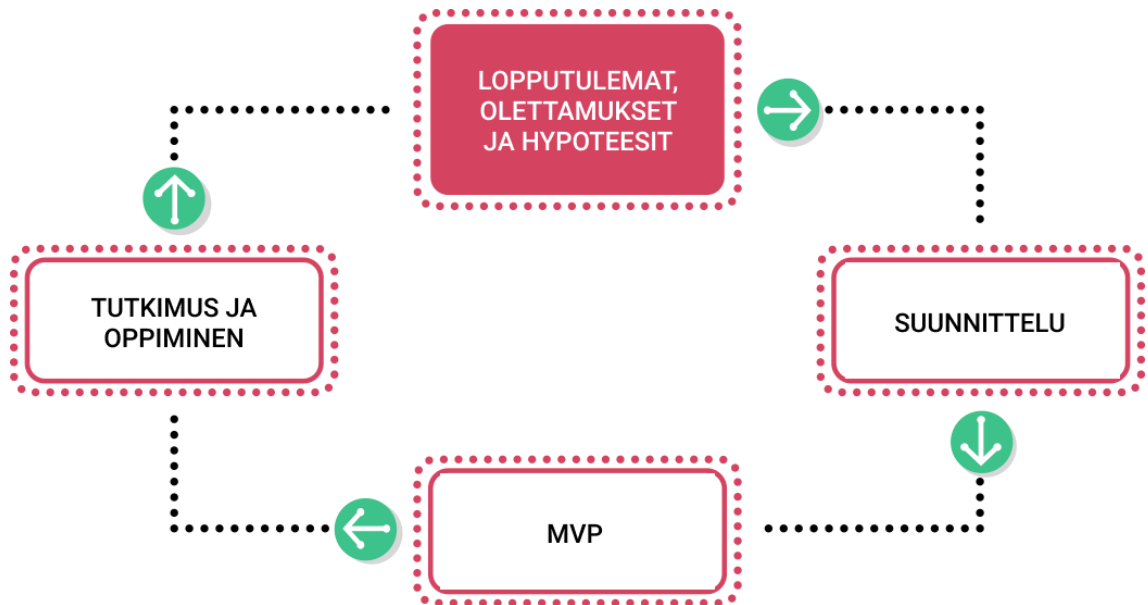 LOPPUTULEMAT,
OLETTAMUKSET
JA HYPOTEESIT
TUTKIMUS JA
OPPIMINEN
SUUNNITTELU
MVP